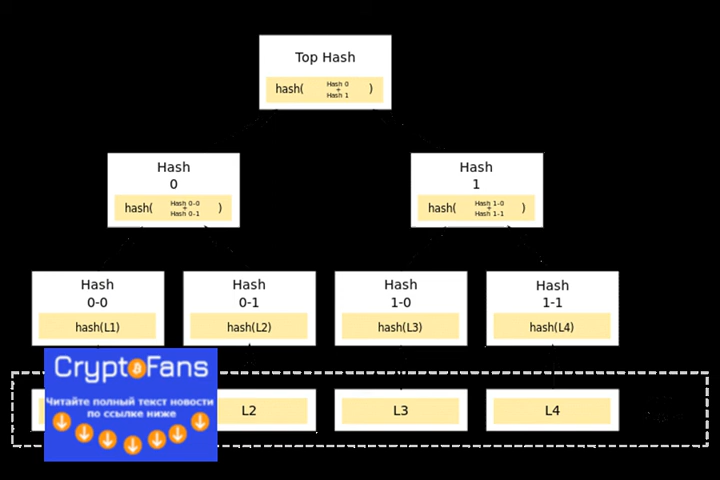 Top Hash
hash( Hash 0 + Hash 1 )
Hash
0
hash( Hash 0-0 + Hash 0-1 )
Hash
1
hash( Hash 1-0 + Hash 1-1 )
Hash
0-0
hash(L1)
Hash
0-1
hash(L2)
Hash
1-0
hash(L3)
Hash
1-1
hash(L4)
CryptoFans
Читайте полный текст новости
по ссылке ниже
L2
L3
L4